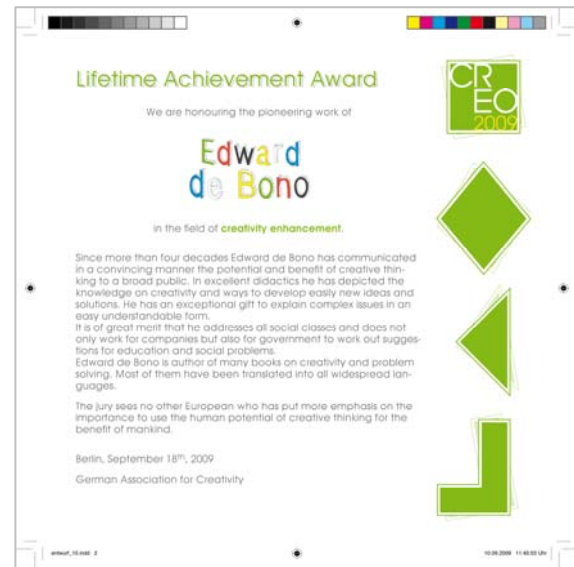 Lifetime Achievement Award
CR
EO
2009
We are honouring the pioneering work of
Edward
de Bono
in the field of creativity enhancement.
Since more than four decades Edward de Bono has communicated
in a convincing manner the potential and benefit of creative thin-
king to a broad public. In excellent didactics he has depicted the
knowledge on creativity and ways to develop easily new ideas and
solutions. He has an exceptional gift to explain complex issues in an
easy understandable form.
It is of great merit that he addresses all social classes and does not
only work for companies but also for government to work out sugges-
tions for education and social problems.
Edward de Bono is author of many books on creativity and problem
solving. Most of them have been translated into all widespread lan-
guages.
The jury sees no other European who has put more emphasis on the
importance to use the human potential of creative thinking for the
benefit of mankind.
Berlin, September 18th, 2009
German Association for Creativity
entwurf_10.indd 2